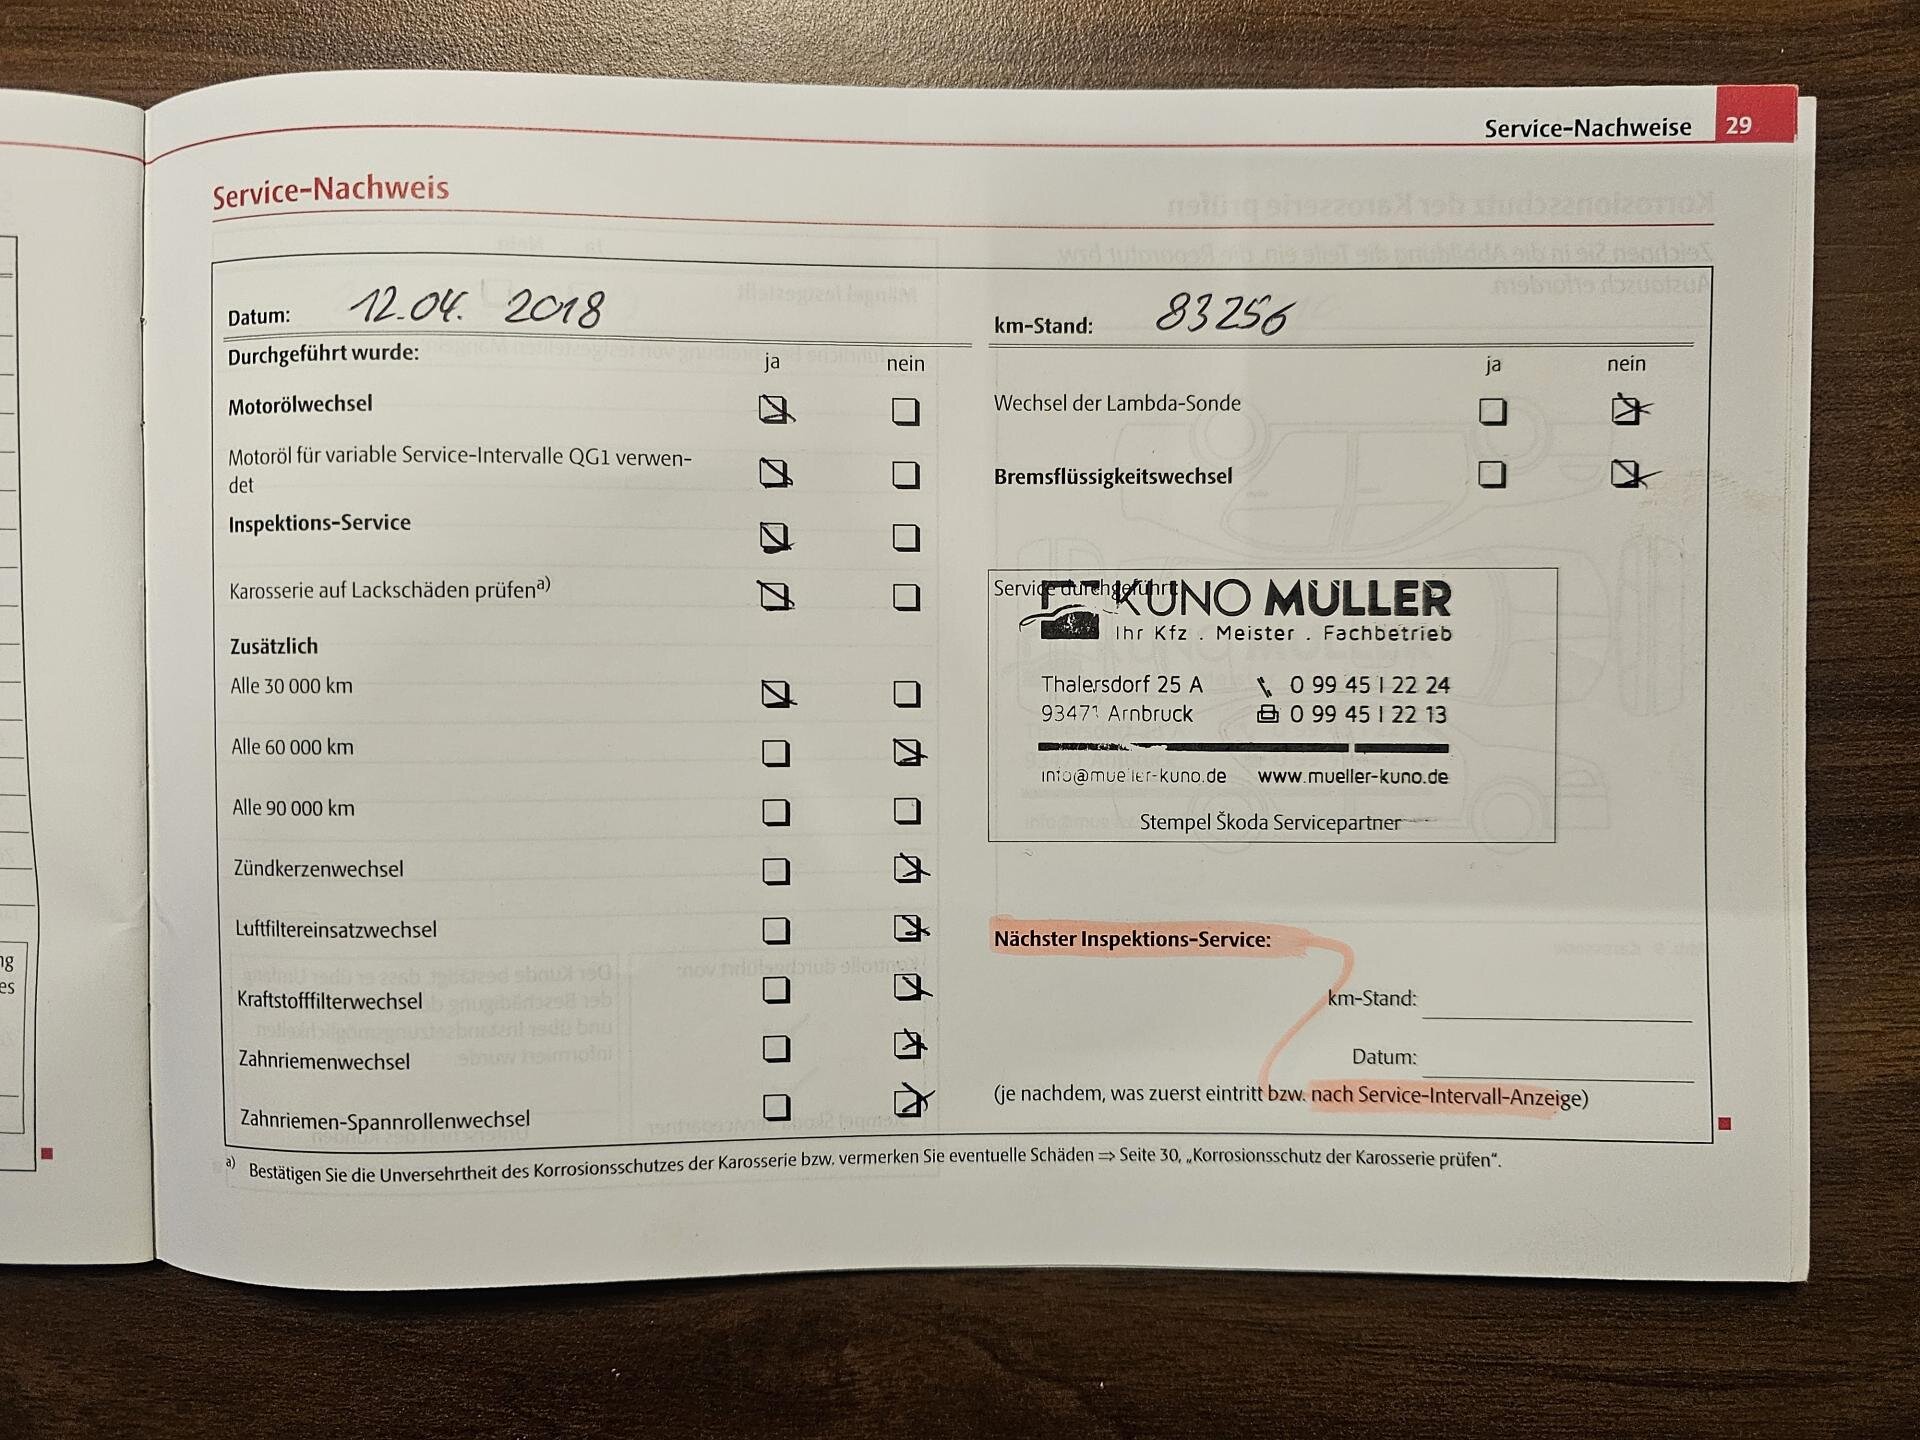 Service-Nachweise 29
Service-Nachweis
Datum: 12.04. 2018
km-Stand: 83256
Durchgeführt wurde:
ja nein
Motorölwechsel
Motoröl für variable Service-Intervalle QG1 verwen-
det
Inspektions-Service
Karosserie auf Lackschäden prüfen a)
Zusätzlich
Alle 30 000 km
Alle 60 000 km
Alle 90 000 km
Zündkerzenwechsel
Luftfiltereinsatzwechsel
Kraftstofffilterwechsel
Zahnriemenwechsel
Zahnriemen-Spannrollenwechsel
ja nein
Wechsel der Lambda-Sonde
Bremsflüssigkeitswechsel
Service durchgeführt
KUNO MÜLLER
Ihr Kfz . Meister . Fachbetrieb
Thalersdorf 25 A 0 99 45 | 22 24
93471 Arnbruck 0 99 45 | 22 13
info@mueller-kuno.de www.mueller-kuno.de
Stempel Škoda Servicepartner
Nächster Inspektions-Service:
km-Stand:
Datum:
(je nachdem, was zuerst eintritt bzw. nach Service-Intervall-Anzeige)
a) Bestätigen Sie die Unversehrtheit des Korrosionsschutzes der Karosserie bzw. vermerken Sie eventuelle Schäden ⇒ Seite 30, „Korrosionsschutz der Karosserie prüfen“.